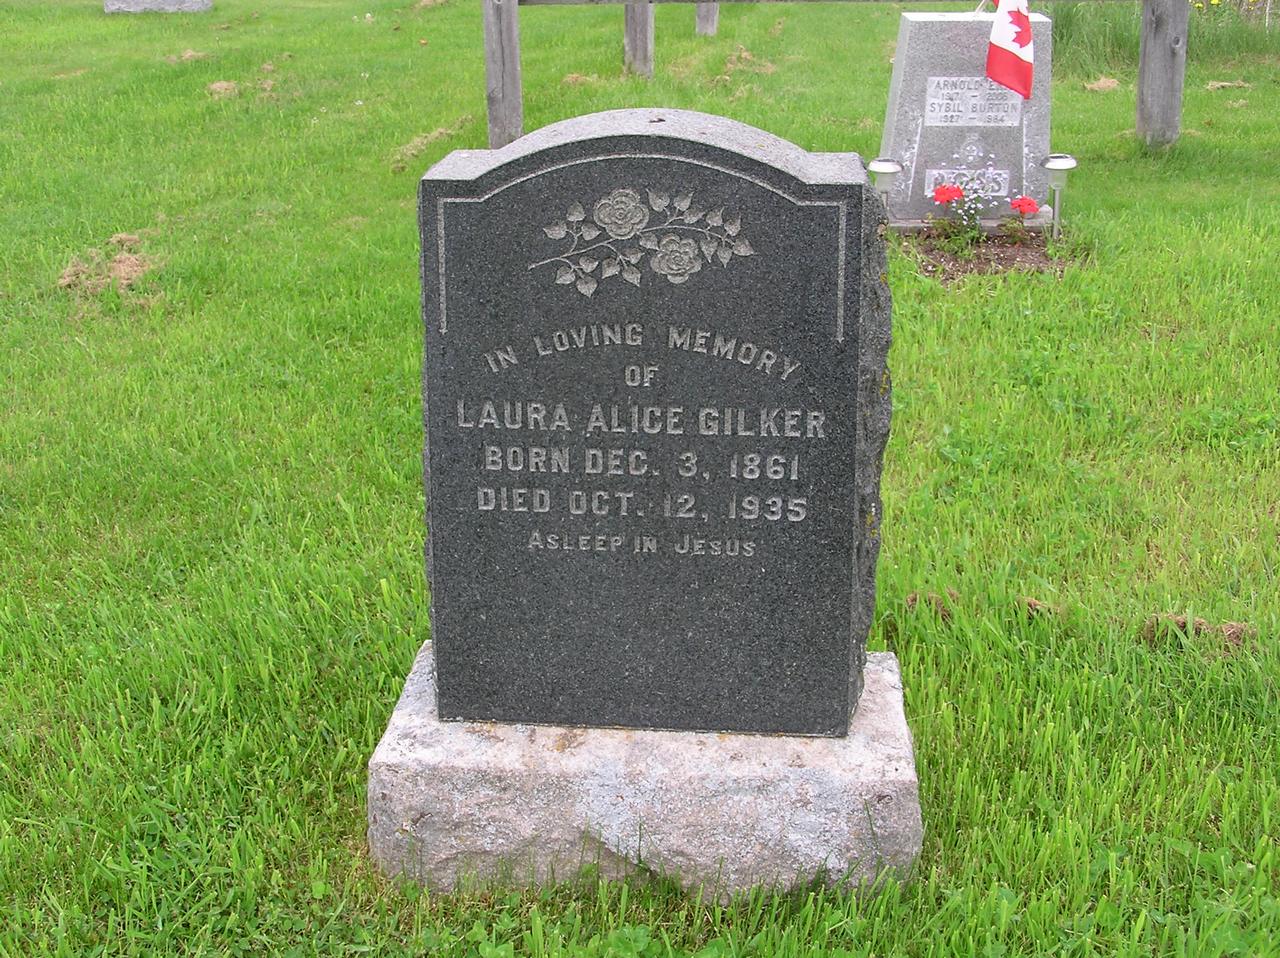 IN LOVING MEMORY
OF
LAURA ALICE GILKER
BORN DEC. 3, 1861
DIED OCT. 12, 1935
ASLEEP IN JESUS
ARNOLD
SYBIL BURTON